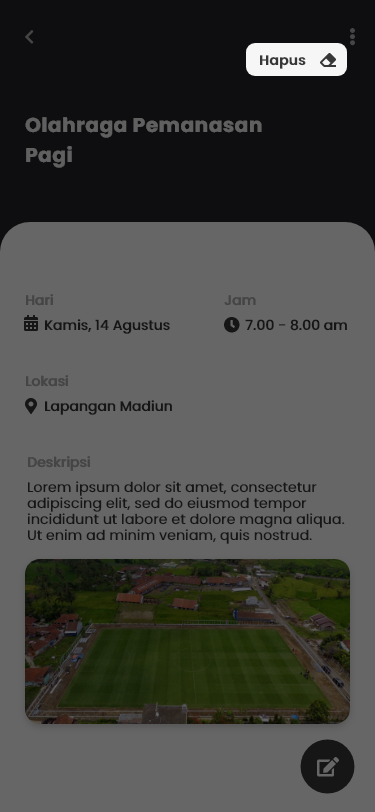 Hapus
Olahraga Pemanasan
Pagi
Hari
Jam
Kamis, 14 Agustus
7.00 - 8.00 am
Lokasi
Lapangan Madiun
Deskripsi
Lorem ipsum dolor sit amet, consectetur
adipiscing elit, sed do eiusmod tempor
incididunt ut labore et dolore magna aliqua.
Ut enim ad minim veniam, quis nostrud.